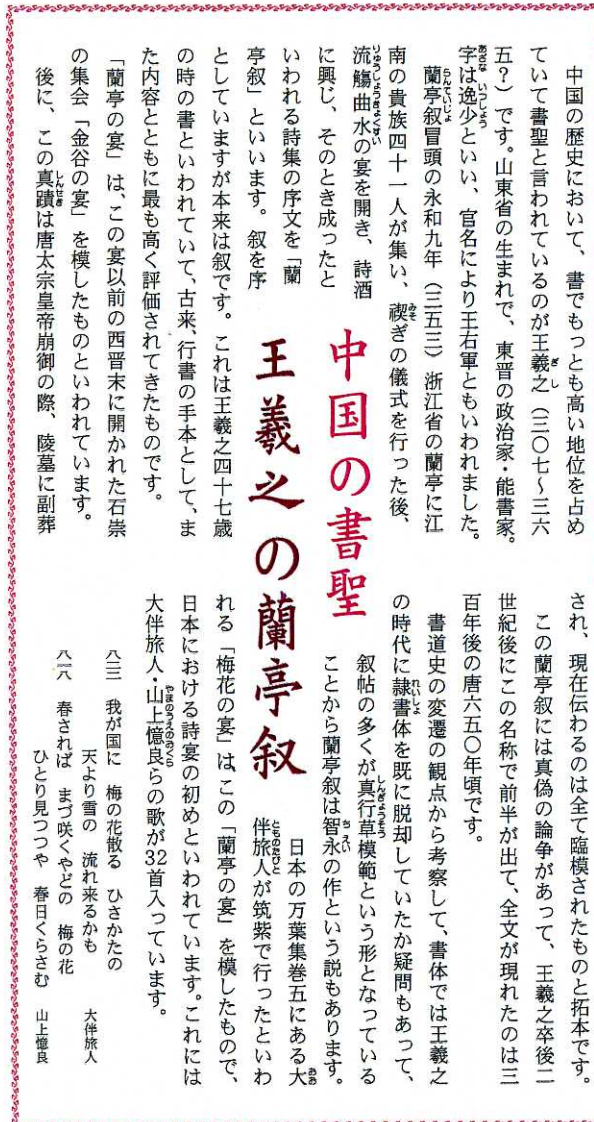 中国の書聖
王羲之の蘭亭叙
中国の歴史において、書でもっとも高い地位を占め
ていて書聖と言われているのが王羲之（三〇七〜三六
五？）です。山東省の生まれで、東晋の政治家・能書家。
字は逸少といい、官名により王右軍ともいわれました。
蘭亭叙冒頭の永和九年（三五三）浙江省の蘭亭に江
南の貴族四十一人が集い、禊ぎの儀式を行った後、
流觴曲水の宴を開き、詩酒
に興じ、そのとき成ったと
いわれる詩集の序文を「蘭
亭叙」といいます。叙を序
としていますが本来は叙です。これは王羲之四十七歳
の時の書といわれていて、古来、行書の手本として、ま
た内容とともに最も高く評価されてきたものです。
「蘭亭の宴」は、この宴以前の西晋末に開かれた石崇
の集会「金谷の宴」を模したものといわれています。
後に、この真蹟は唐太宗皇帝崩御の際、陵墓に副葬
され、現在伝わるのは全て臨模されたものと拓本です。
この蘭亭叙には真偽の論争があって、王羲之卒後二
世紀後にこの名称で前半が出て、全文が現れたのは三
百年後の唐六五〇年頃です。
書道史の変遷の観点から考察して、書体では王羲之
の時代に隷書体を既に脱却していたか疑問もあって、
叙帖の多くが真行草模範という形となっている
ことから蘭亭叙は智永の作という説もあります。
日本の万葉集巻五にある大
伴旅人が筑紫で行ったといわ
れる「梅花の宴」は、この「蘭亭の宴」を模したもので、
日本における詩宴の初めといわれています。これには
大伴旅人・山上憶良らの歌が32首入っています。
八二二 我が国に 梅の花散る ひさかたの
天より雪の 流れ来るかも 大伴旅人
八一八 春されば まづ咲くやどの 梅の花
ひとり見つつや 春日くらさむ 山上憶良